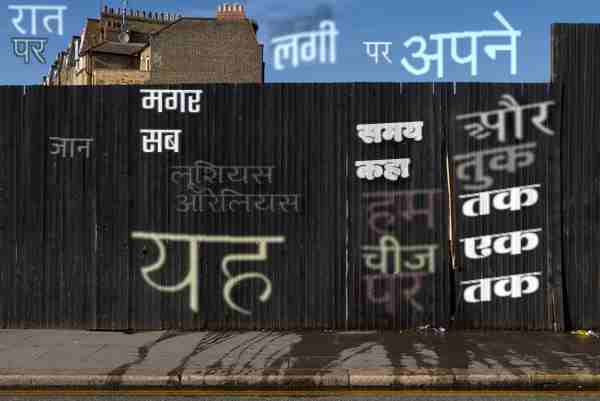 रात
पर
लगी
पर
अपने
मगर
सब
जान
लूशियस
ऑरेलियस
यह
समय
कहा
हम
चीज
पर
और
तुक
तक
एक
तक